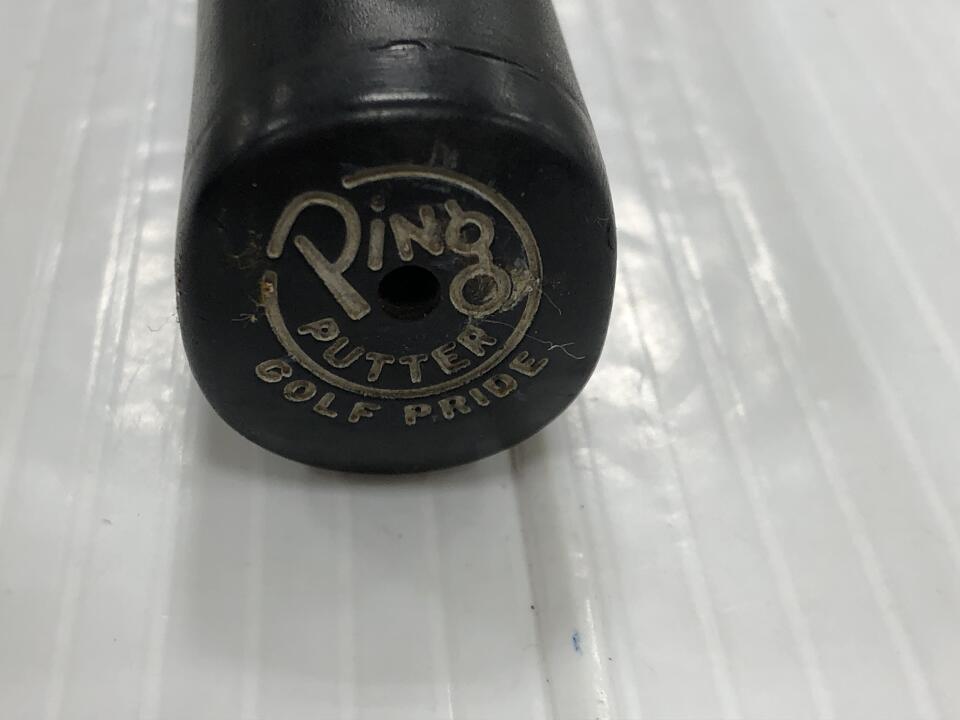 Ping
PUTTER
GOLF PRIDE